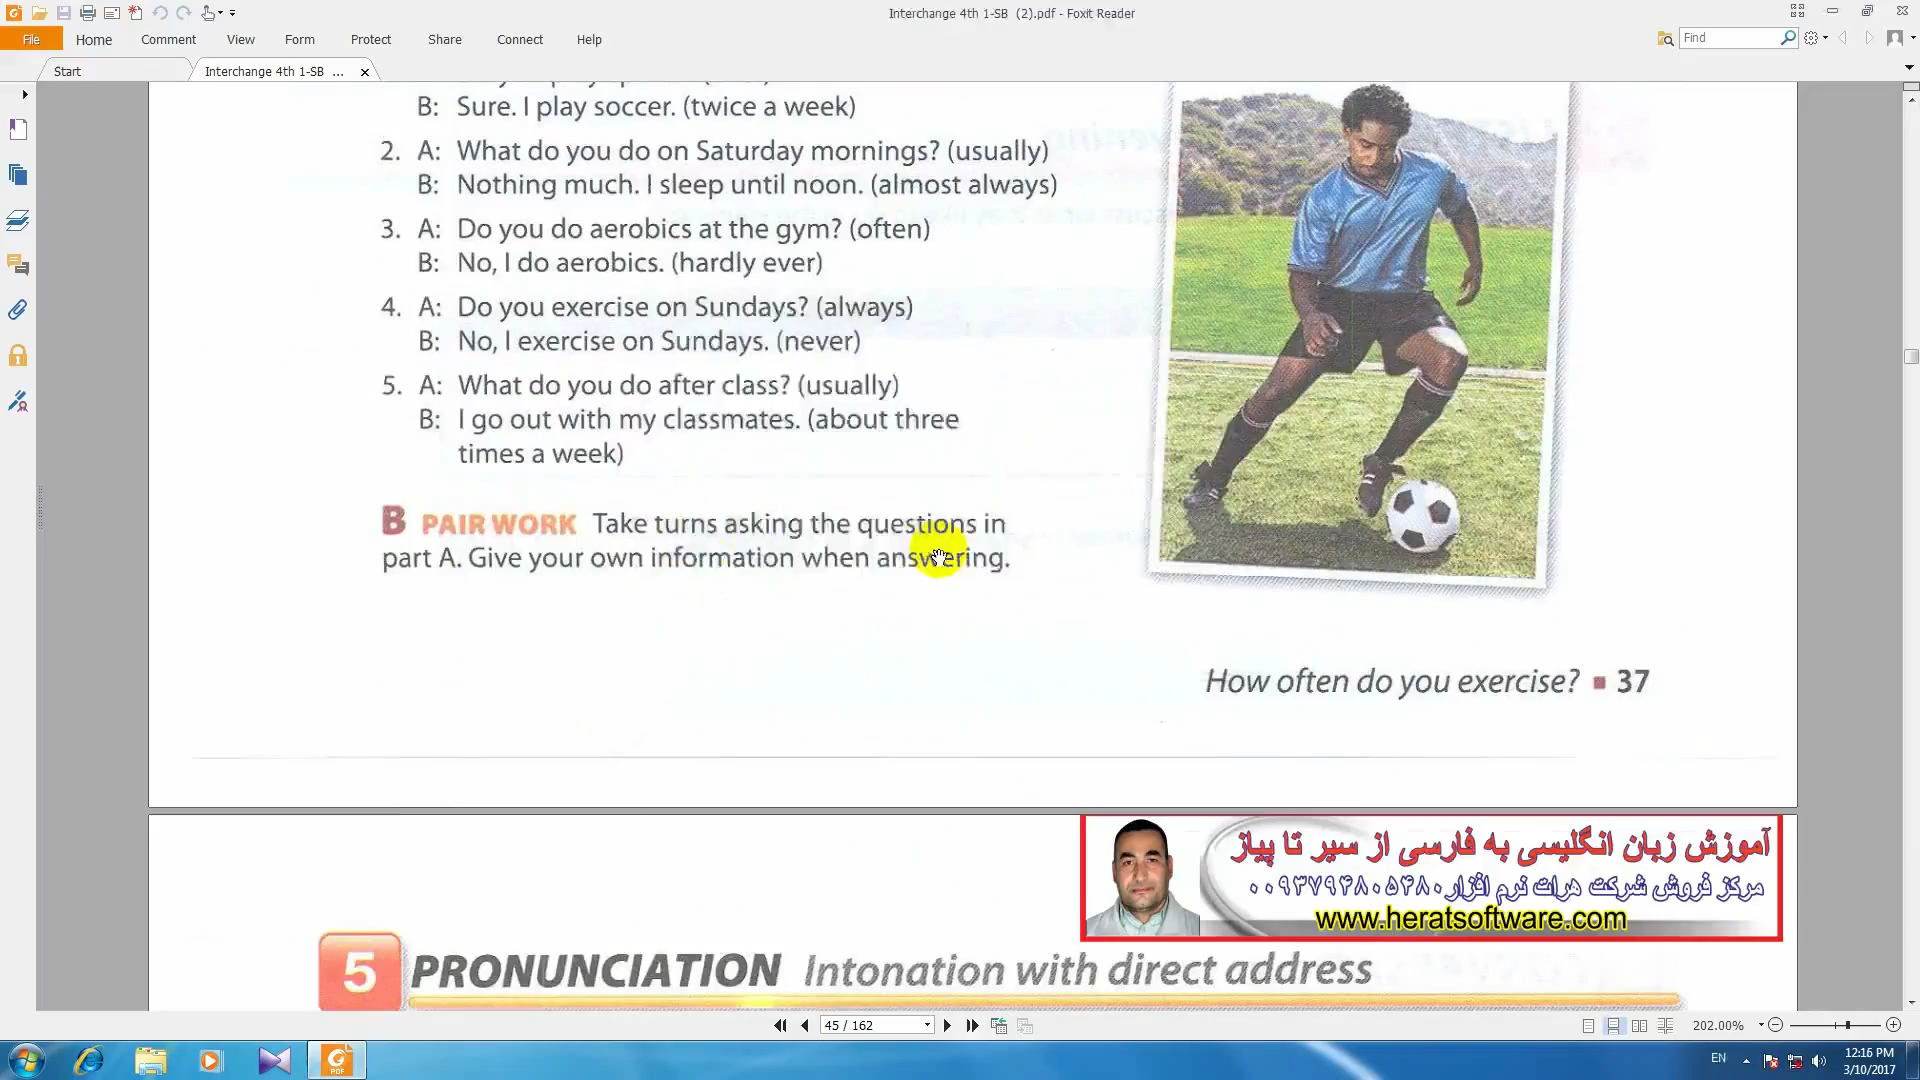 Interchange 4th 1-SB (2).pdf - Foxit Reader
File Home Comment View Form Protect Share Connect Help
Find
Start
Interchange 4th 1-SB ...
B: Sure. I play soccer. (twice a week)
2. A: What do you do on Saturday mornings? (usually)
B: Nothing much. I sleep until noon. (almost always)
3. A: Do you do aerobics at the gym? (often)
B: No, I do aerobics. (hardly ever)
4. A: Do you exercise on Sundays? (always)
B: No, I exercise on Sundays. (never)
5. A: What do you do after class? (usually)
B: I go out with my classmates. (about three
times a week)
B PAIR WORK Take turns asking the questions in
part A. Give your own information when answering.
How often do you exercise? ■ 37
آموزش زبان انگلیسی به فارسی از سیر تا پیاز
مرکز فروش شرکت هرات نرم افزار ۰۰۹۳۷۹۴۸۰۵۴۸۰
www.heratsoftware.com
5 PRONUNCIATION Intonation with direct address
45 / 162
202.00%
EN
12:16 PM
3/10/2017